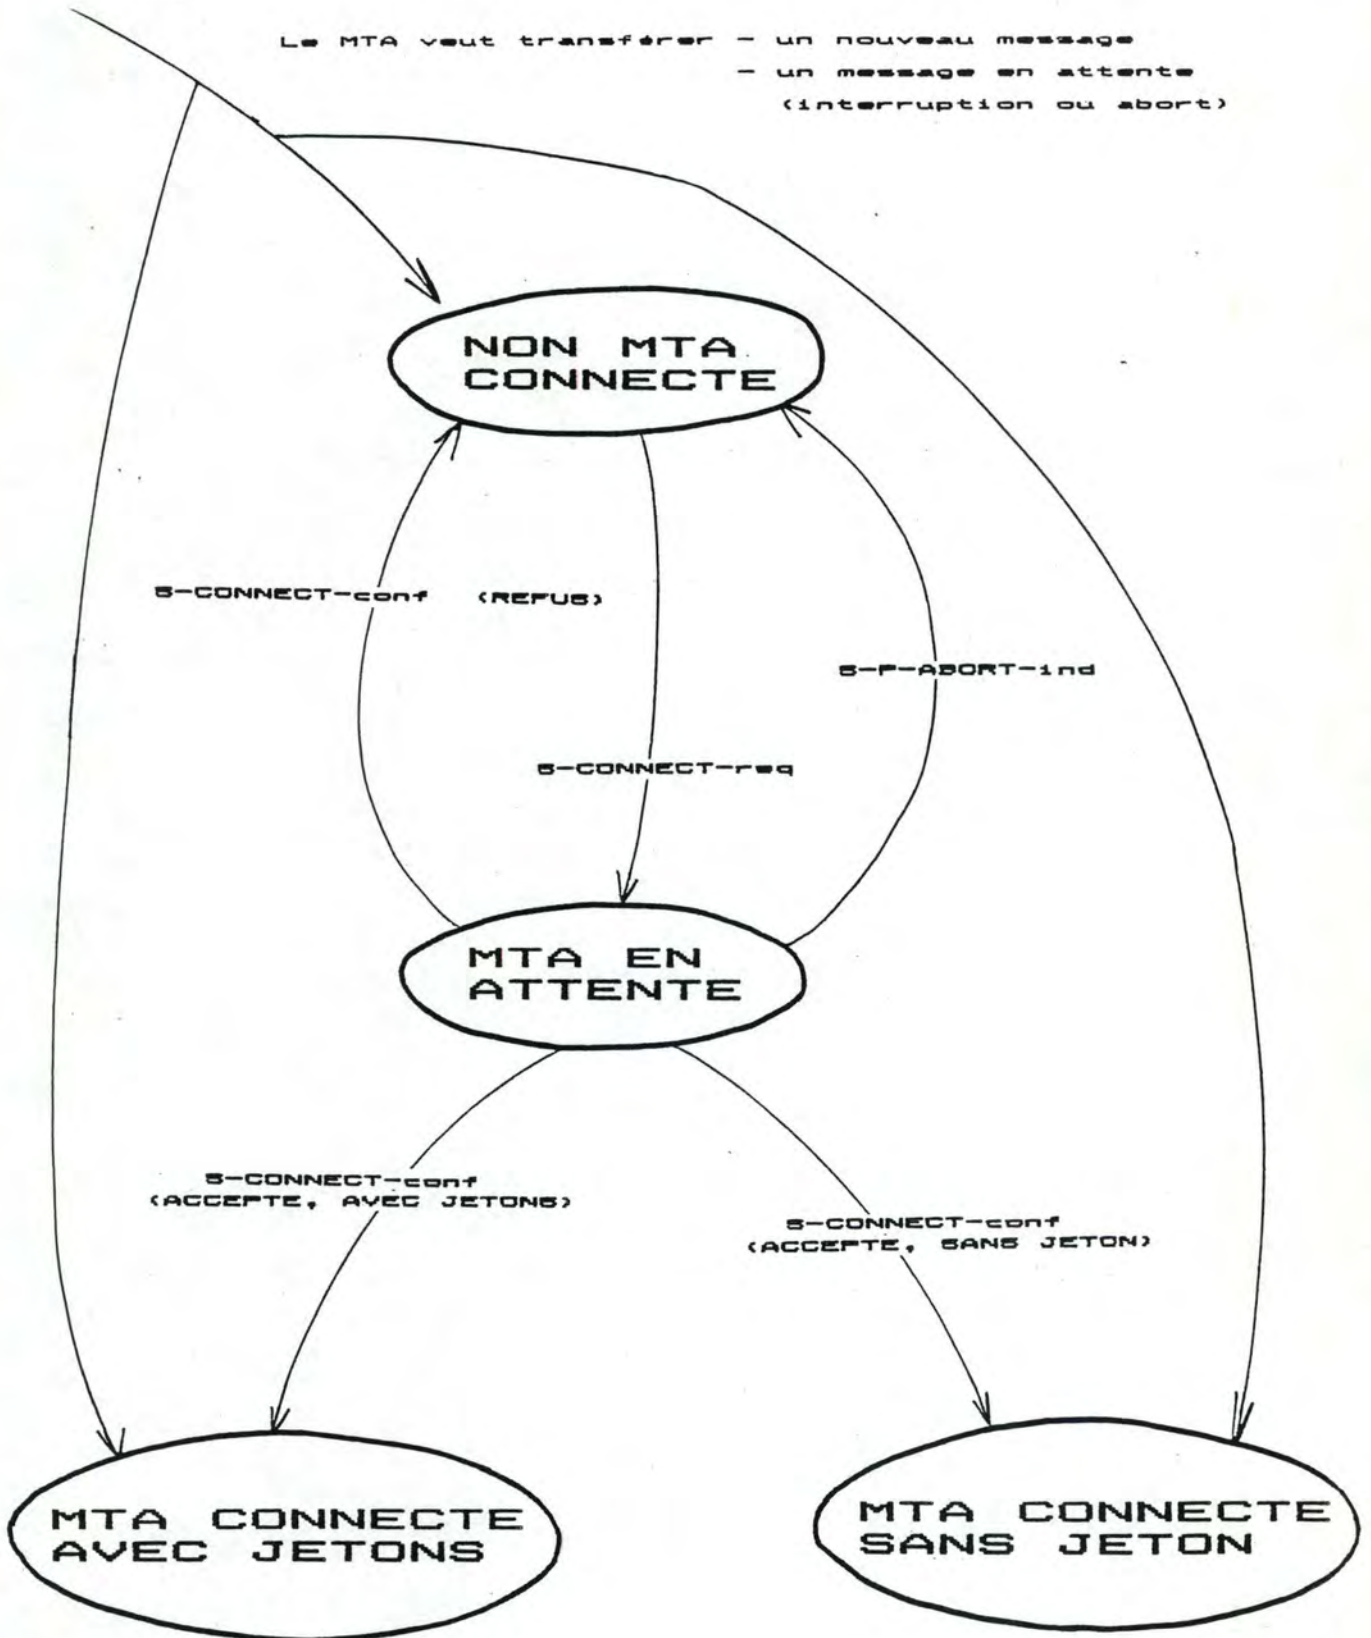 Le MTA veut transférer - un nouveau message
- un message en attente
(interruption ou abort)
NON MTA
CONNECTE
S-CONNECT-conf (REFUS)
S-P-ABORT-ind
S-CONNECT-req
MTA EN
ATTENTE
S-CONNECT-conf
(ACCEPTE, AVEC JETONS)
S-CONNECT-conf
(ACCEPTE, SANS JETON)
MTA CONNECTE
AVEC JETONS
MTA CONNECTE
SANS JETON